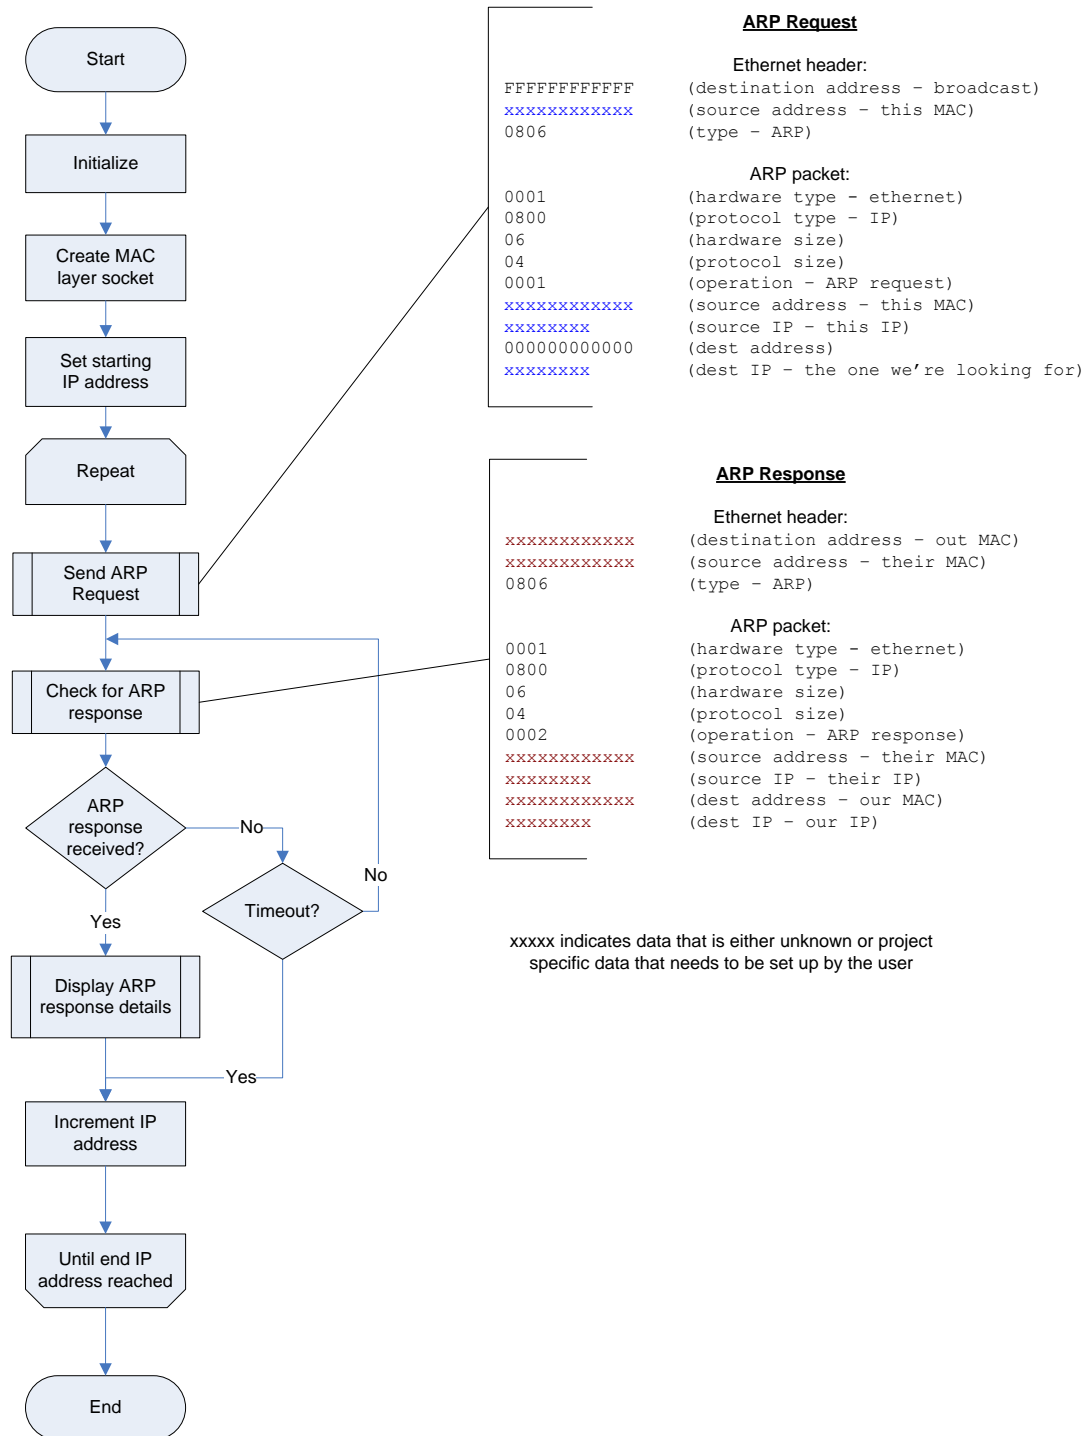 Start
Initialize
Create MAC
layer socket
Set starting
IP address
Repeat
Send ARP
Request
Check for ARP
response
ARP
response
received?
No
Timeout?
No
Yes
Display ARP
response details
Yes
Increment IP
address
Until end IP
address reached
End
ARP Request
Ethernet header:
FFFFFFFFFFFF (destination address – broadcast)
xxxxxxxxxxxx (source address – this MAC)
0806 (type – ARP)
ARP packet:
0001 (hardware type - ethernet)
0800 (protocol type – IP)
06 (hardware size)
04 (protocol size)
0001 (operation – ARP request)
xxxxxxxxxxxx (source address – this MAC)
xxxxxxxx (source IP – this IP)
000000000000 (dest address)
xxxxxxxx (dest IP – the one we’re looking for)
ARP Response
Ethernet header:
xxxxxxxxxxxx (destination address – out MAC)
xxxxxxxxxxxx (source address – their MAC)
0806 (type – ARP)
ARP packet:
0001 (hardware type - ethernet)
0800 (protocol type – IP)
06 (hardware size)
04 (protocol size)
0002 (operation – ARP response)
xxxxxxxxxxxx (source address – their MAC)
xxxxxxxx (source IP – their IP)
xxxxxxxxxxxx (dest address – our MAC)
xxxxxxxx (dest IP – our IP)
xxxxx indicates data that is either unknown or project
specific data that needs to be set up by the user